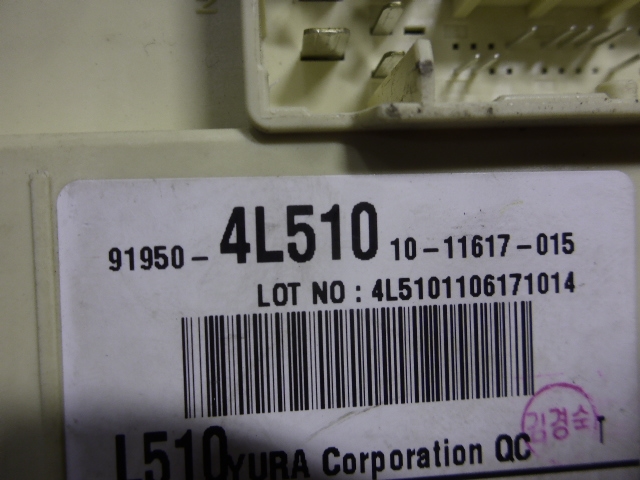 91950- 4L510 10-11617-015
LOT NO : 4L5101106171014
L510 YURA Corporation QC
김경숙
T